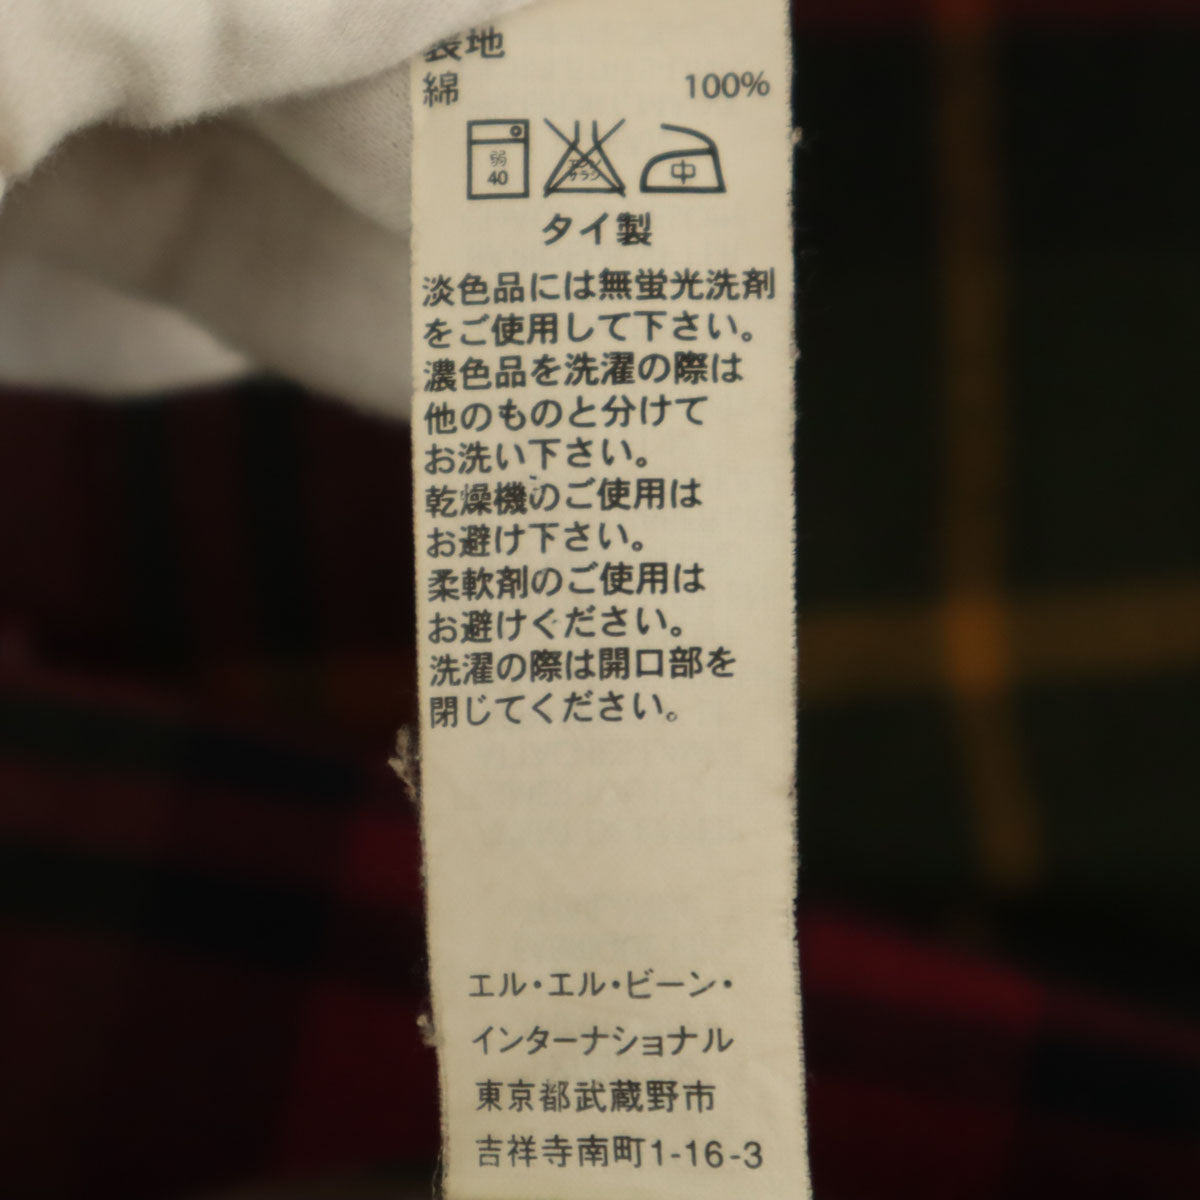 表地
綿 100%
弱 40 エンソ サラシ 中
タイ製
淡色品には無蛍光洗剤
をご使用して下さい。
濃色品を洗濯の際は
他のものと分けて
お洗い下さい。
乾燥機のご使用は
お避け下さい。
柔軟剤のご使用は
お避けください。
洗濯の際は開口部を
閉じてください。
エル・エル・ビーン・
インターナショナル
東京都武蔵野市
吉祥寺南町1-16-3